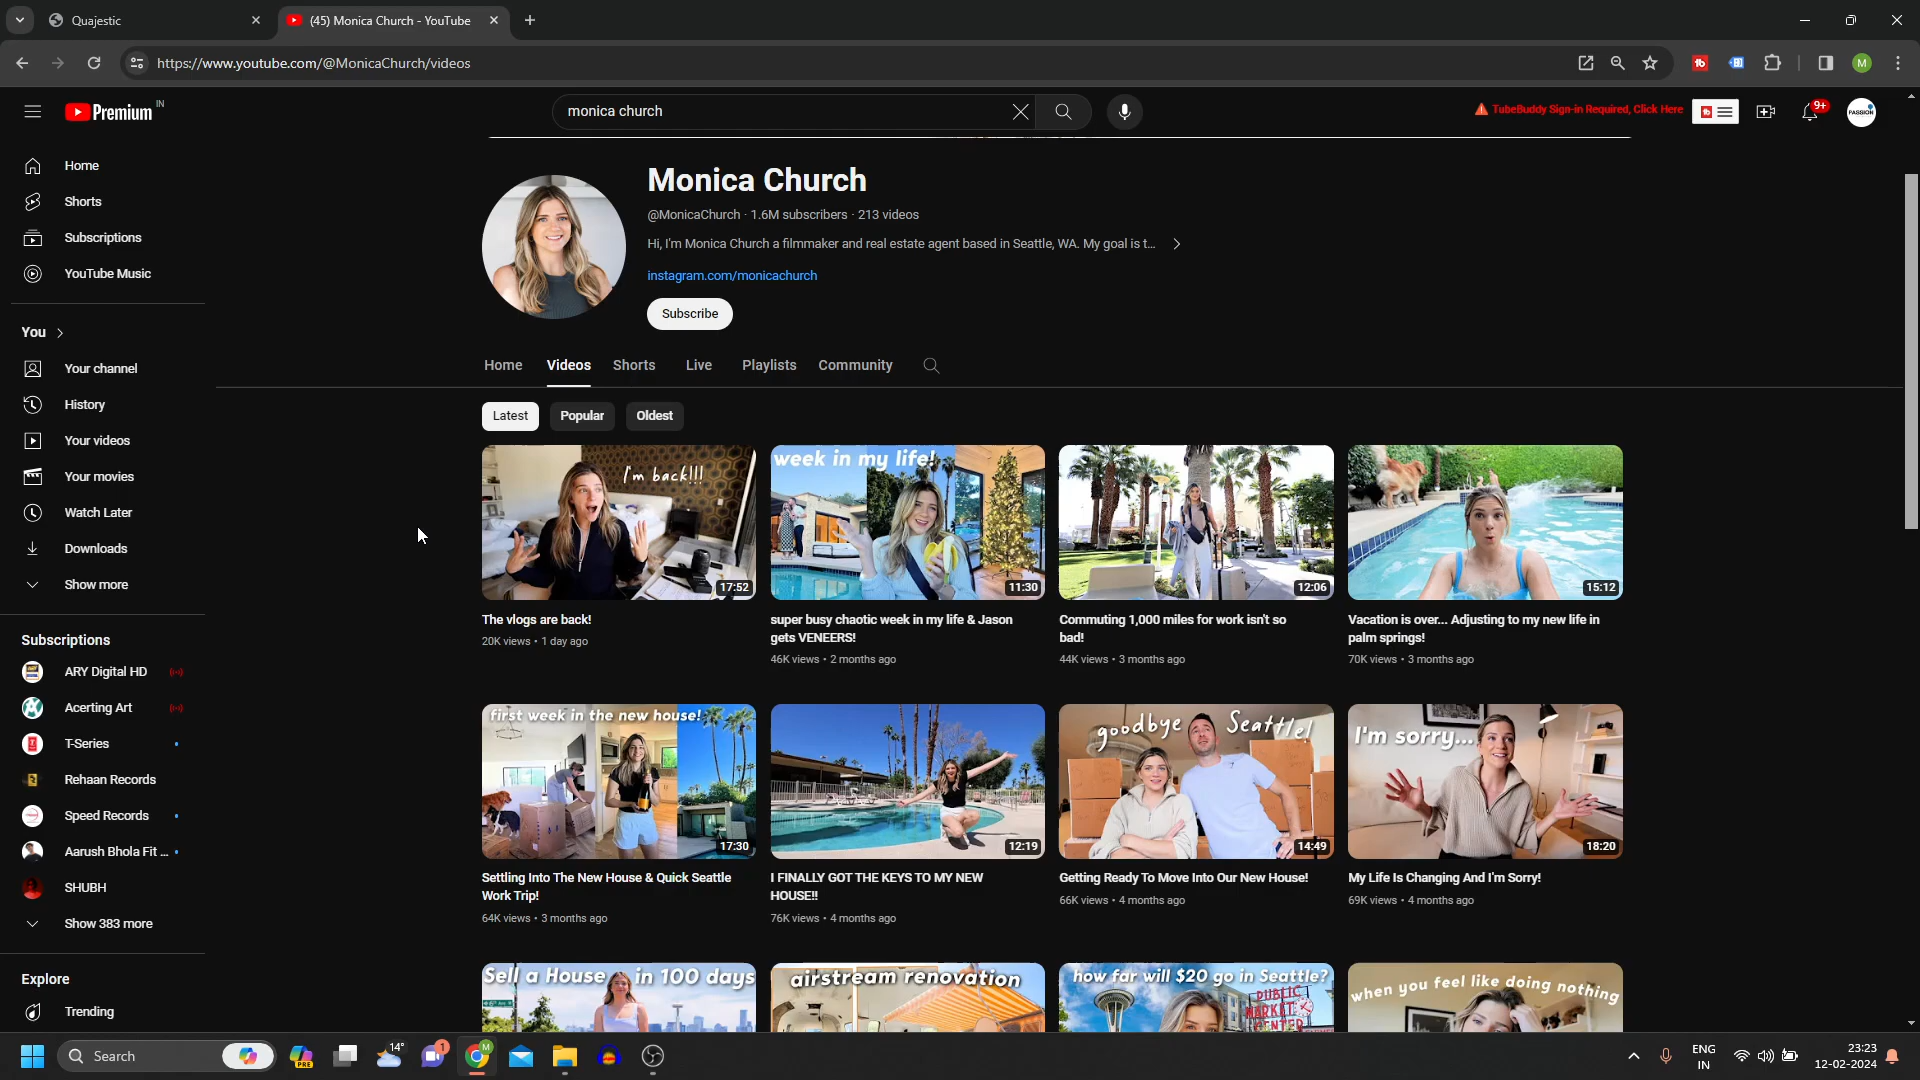 Quajestic
(45) Monica Church - YouTube
https://www.youtube.com/@MonicaChurch/videos
Premium IN
monica church
TubeBuddy Sign-in Required, Click Here
9+
PASSION
Home
Shorts
Subscriptions
YouTube Music
You
Your channel
History
Your videos
Your movies
Watch Later
Downloads
Show more
Subscriptions
ARY Digital HD
Acerting Art
T-Series
Rehaan Records
Speed Records
Aarush Bhola Fit ...
SHUBH
Show 383 more
Explore
Trending
Monica Church
@MonicaChurch · 1.6M subscribers · 213 videos
Hi, I'm Monica Church a filmmaker and real estate agent based in Seattle, WA. My goal is t...
instagram.com/monicachurch
Subscribe
Home Videos Shorts Live Playlists Community
Latest Popular Oldest
I'm back!!!
17:52
The vlogs are back!
20K views • 1 day ago
week in my life!
11:30
super busy chaotic week in my life & Jason
gets VENEERS!
46K views • 2 months ago
12:06
Commuting 1,000 miles for work isn't so
bad!
44K views • 3 months ago
15:12
Vacation is over... Adjusting to my new life in
palm springs!
70K views • 3 months ago
first week in the new house!
17:30
Settling Into The New House & Quick Seattle
Work Trip!
64K views • 3 months ago
12:19
I FINALLY GOT THE KEYS TO MY NEW
HOUSE!!
76K views • 4 months ago
goodbye Seattle!
14:49
Getting Ready To Move Into Our New House!
66K views • 4 months ago
I'm sorry...
18:20
My Life Is Changing And I'm Sorry!
69K views • 4 months ago
Sell a House in 100 days
airstream renovation
how far will $20 go in Seattle?
PUBLIC
MARKET
CENTER
when you feel like doing nothing
Search
PRE
14°
1
M
ENG
IN
23:23
12-02-2024